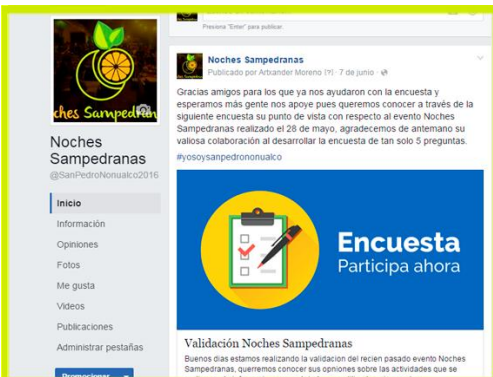 Presiona "Enter" para publicar.
Noches Sampedranas
Publicado por Artxander Moreno [?] · 7 de junio ·
Gracias amigos para los que ya nos ayudaron con la encuesta y
esperamos más gente nos apoye pues queremos conocer a través de la
siguiente encuesta su punto de vista con respecto al evento Noches
Sampedranas realizado el 28 de mayo, agradecemos de antemano su
valiosa colaboración al desarrollar la encuesta de tan solo 5 preguntas.
#yosoysanpedrononualco
ches Sampedran
Noches
Sampedranas
@SanPedroNonualco2016
Inicio
Información
Opiniones
Fotos
Me gusta
Videos
Publicaciones
Administrar pestañas
Promocionar
Encuesta
Participa ahora
Validación Noches Sampedranas
Buenos dias estamos realizando la validacion del recien pasado evento Noches
Sampedranas, querremos conocer sus opniones sobre las actividades que se